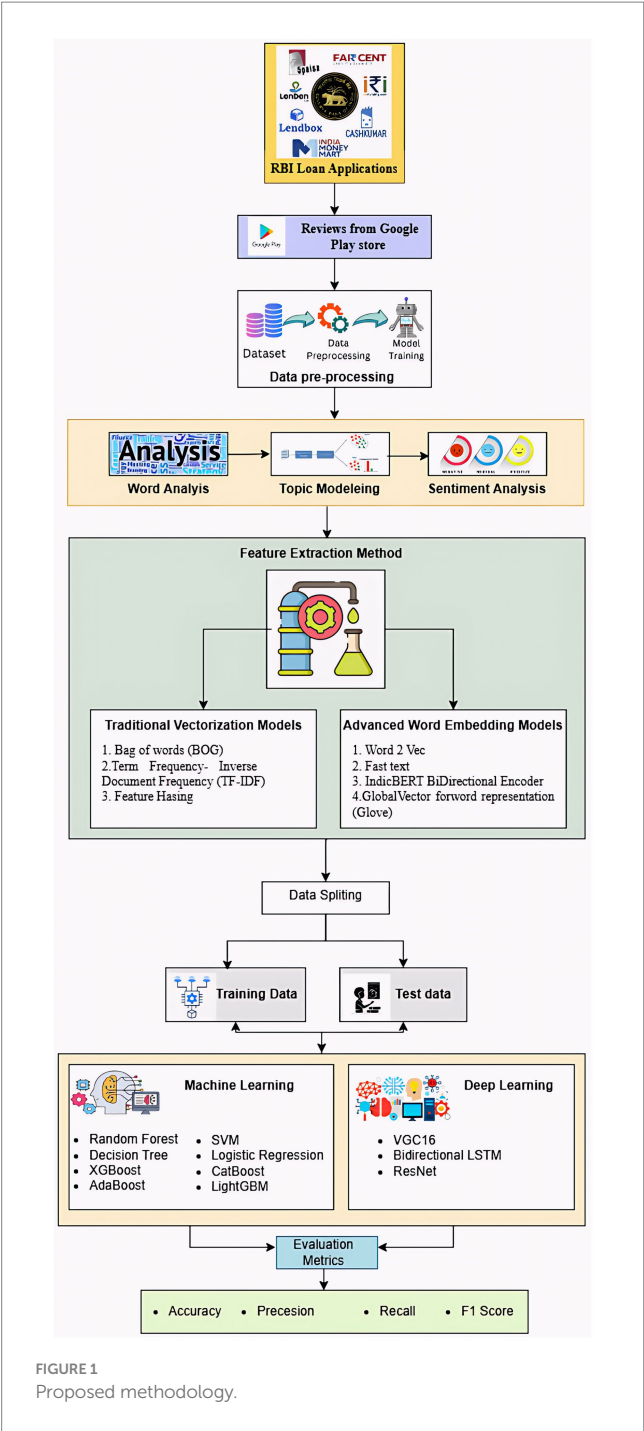 Spaisa
FAIRCENT
LenDen
iRi
Lendbox
CASHKUMAR
INDIA
MONEY
MART
RBI Loan Applications
Google Play
Reviews from Google
Play store
Dataset
Data
Preprocessing
Model
Training
Data pre-processing
Analysis
Word Analyis
Topic Modeleing
Sentiment Analysis
Feature Extraction Method
Traditional Vectorization Models
1. Bag of words (BOG)
2.Term Frequency- Inverse
Document Frequency (TF-IDF)
3. Feature Hasing
Advanced Word Embedding Models
1. Word 2 Vec
2. Fast text
3. IndicBERT BiDirectional Encoder
4.GlobalVector forword representation
(Glove)
Data Spliting
Training Data
Test data
Machine Learning
• Random Forest
• Decision Tree
• XGBoost
• AdaBoost
• SVM
• Logistic Regression
• CatBoost
• LightGBM
Deep Learning
• VGC16
• Bidirectional LSTM
• ResNet
Evaluation
Metrics
• Accuracy • Precesion • Recall • F1 Score
FIGURE 1
Proposed methodology.